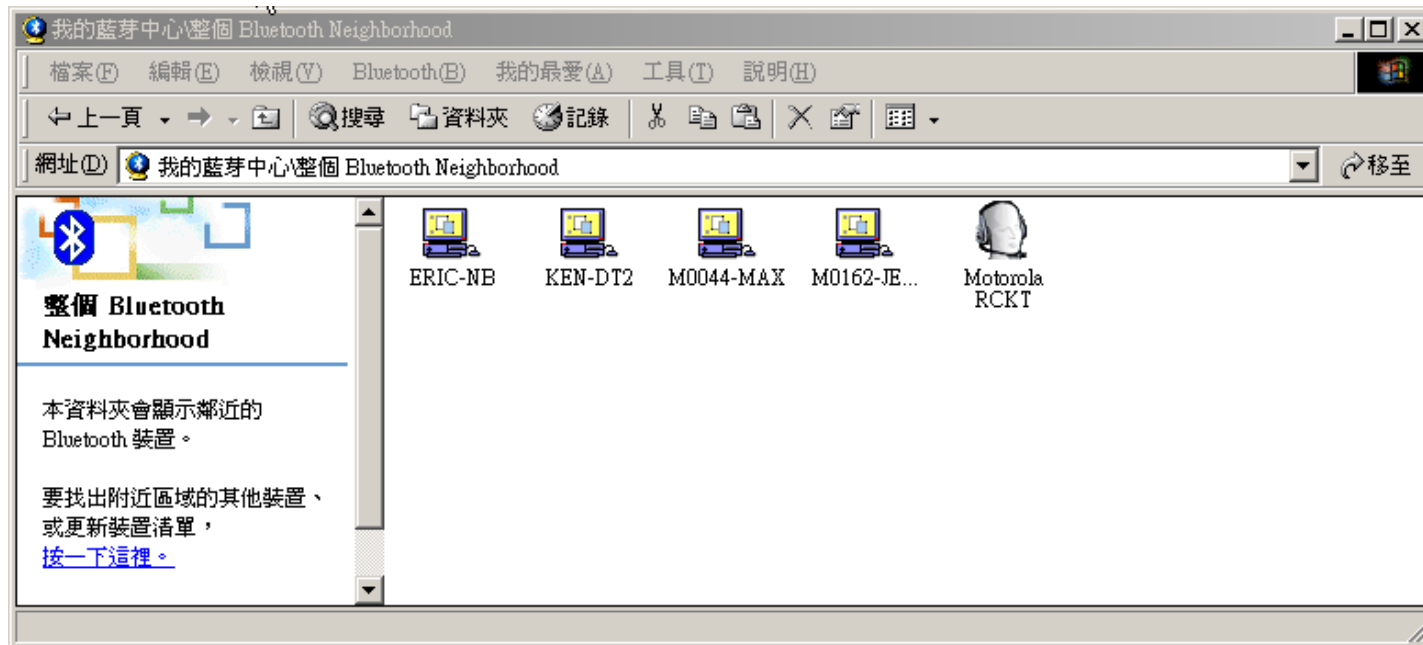 我的藍芽中心\整個 Bluetooth Neighborhood
檔案(F) 編輯(E) 檢視(V) Bluetooth(B) 我的最愛(A) 工具(T) 說明(H)
上一頁 搜尋 資料夾 記錄
網址(D) 我的藍芽中心\整個 Bluetooth Neighborhood 移至
整個 Bluetooth
Neighborhood
本資料夾會顯示鄰近的
Bluetooth 裝置。
要找出附近區域的其他裝置、
或更新裝置清單，
按一下這裡。
ERIC-NB KEN-DT2 M0044-MAX M0162-JE... Motorola
RCKT